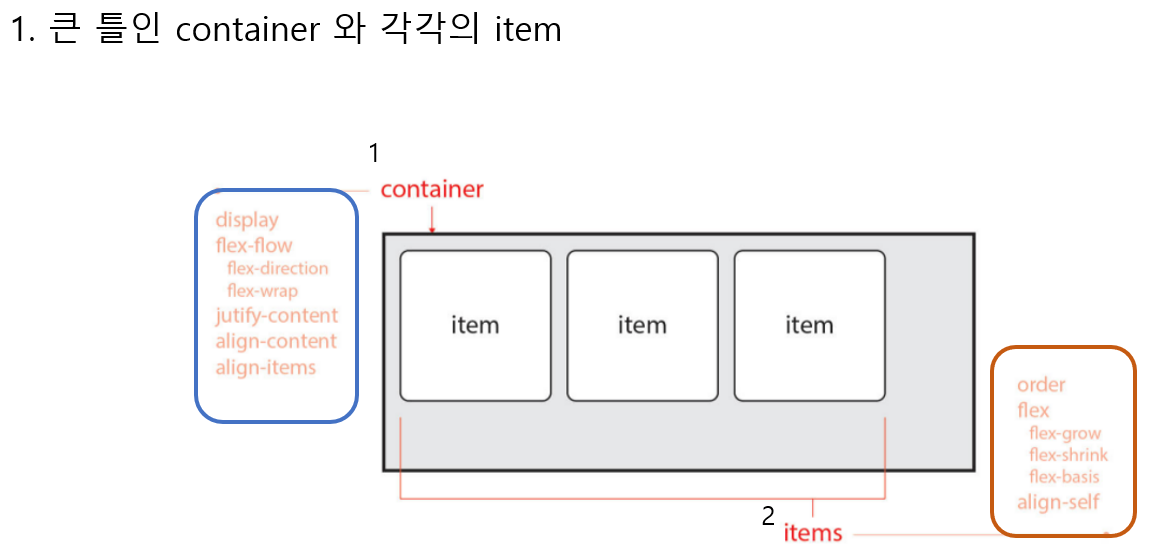 1. 큰 틀인 container 와 각각의 item
1
container
display
flex-flow
flex-direction
flex-wrap
jutify-content
align-content
align-items
item item item
order
flex
flex-grow
flex-shrink
flex-basis
align-self
2
items